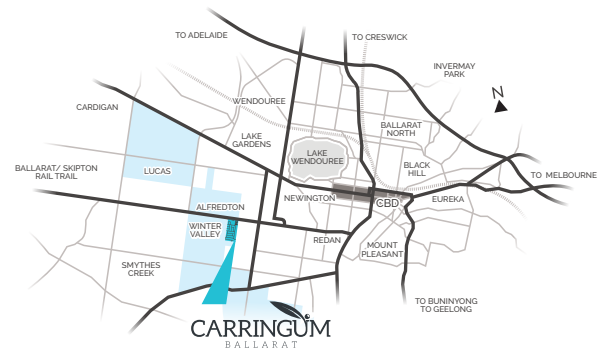 TO ADELAIDE
TO CRESWICK
INVERMAY
PARK
N
CARDIGAN
WENDOUREE
BALLARAT
NORTH
LAKE
GARDENS
LAKE
WENDOUREE
BLACK
HILL
BALLARAT/ SKIPTON
RAIL TRAIL
LUCAS
TO MELBOURNE
NEWINGTON
CBD
EUREKA
ALFREDTON
WINTER
VALLEY
REDAN
MOUNT
PLEASANT
SMYTHES
CREEK
TO BUNINYONG
TO GEELONG
CARRINGUM
BALLARAT